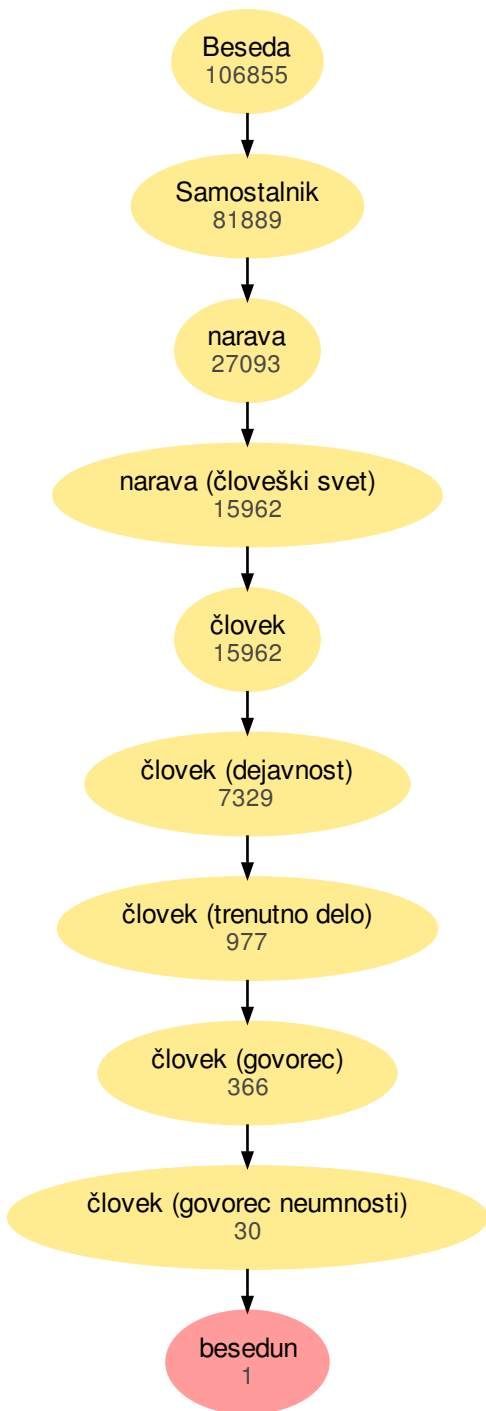 Beseda
106855
Samostalnik
81889
narava
27093
narava (človeški svet)
15962
človek
15962
človek (dejavnost)
7329
človek (trenutno delo)
977
človek (govorec)
366
človek (govorec neumnosti)
30
besedun
1